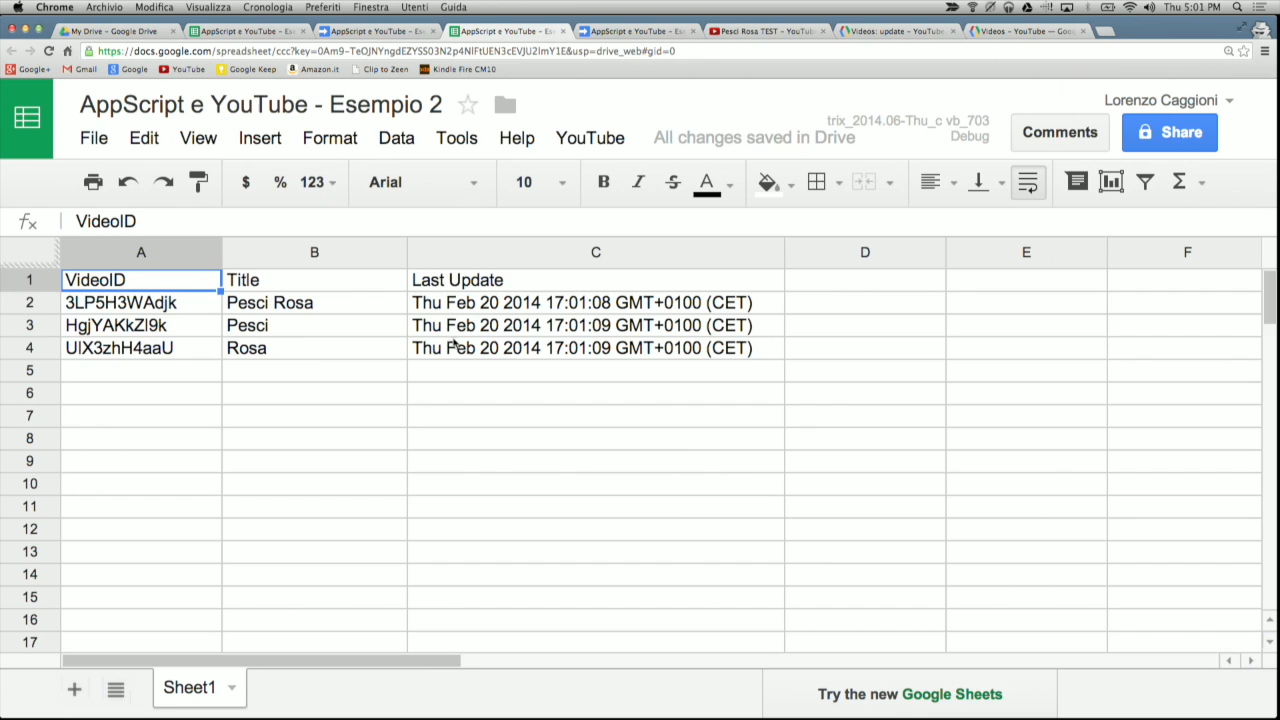 Chrome Archivio Modifica Visualizza Cronologia Preferiti Finestra Utenti Guida Thu 5:01 PM
My Drive – Google Drive AppScript e YouTube – Ese AppScript e YouTube – Ese AppScript e YouTube – Ese AppScript e YouTube – Ese Pesci Rosa TEST – YouTub Videos: update – YouTube Videos – YouTube — Goog
https://docs.google.com/spreadsheet/ccc?key=0Am9-TeOJNYngdEZYSS03N2p4NlFtUEN3cEVJU2lmY1E&usp=drive_web#gid=0
Google+ Gmail Google YouTube Google Keep Amazon.it Clip to Zeen Kindle Fire CM10
AppScript e YouTube - Esempio 2
Lorenzo Caggioni
trix_2014.06-Thu_c vb_703
Debug
File Edit View Insert Format Data Tools Help YouTube All changes saved in Drive
Comments Share
$ % 123 Arial 10 B I S A Σ
fx VideoID
A B C D E F
1 VideoID Title Last Update
2 3LP5H3WAdjk Pesci Rosa Thu Feb 20 2014 17:01:08 GMT+0100 (CET)
3 HgjYAKkZl9k Pesci Thu Feb 20 2014 17:01:09 GMT+0100 (CET)
4 UlX3zhH4aaU Rosa Thu Feb 20 2014 17:01:09 GMT+0100 (CET)
5
6
7
8
9
10
11
12
13
14
15
16
17
Sheet1
Try the new Google Sheets